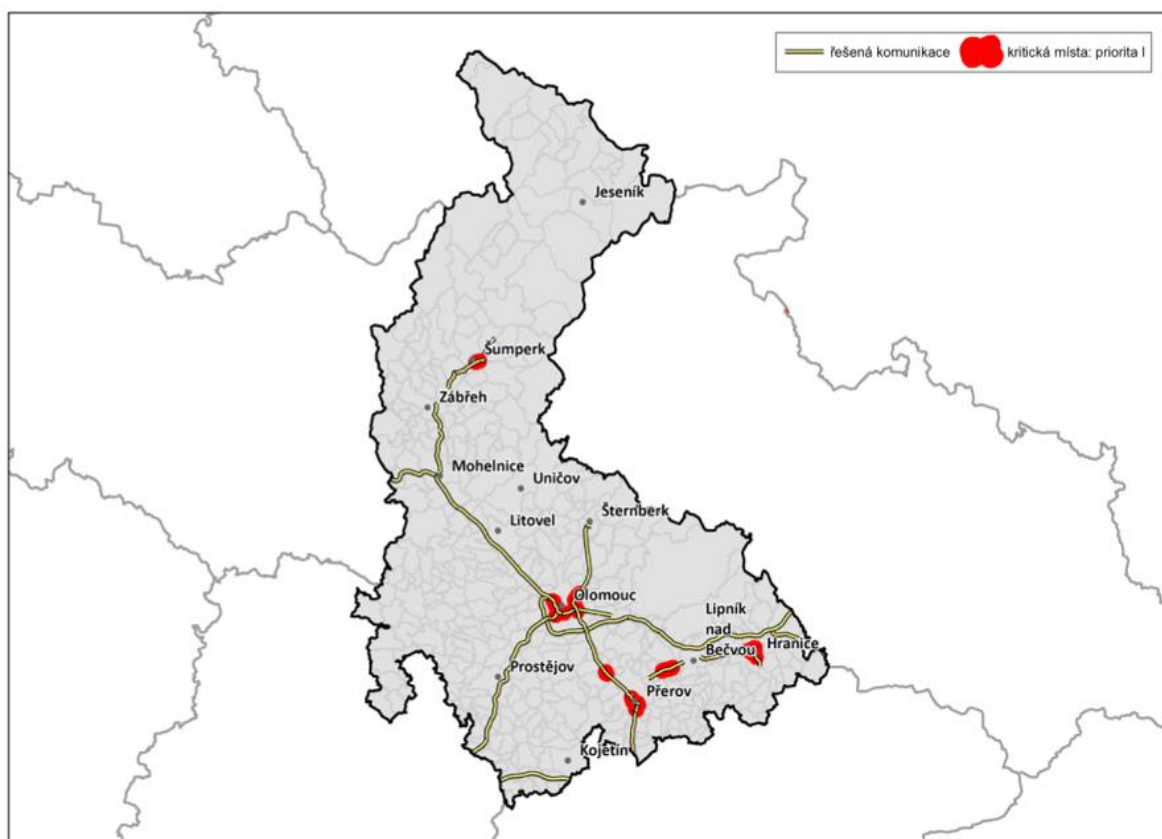 řešená komunikace
kritická místa: priorita I
Jeseník
Šumperk
Zábřeh
Mohelnice
Uničov
Litovel
Šternberk
Olomouc
Lipník
nad
Bečvou
Hranice
Prostějov
Přerov
Kojetín